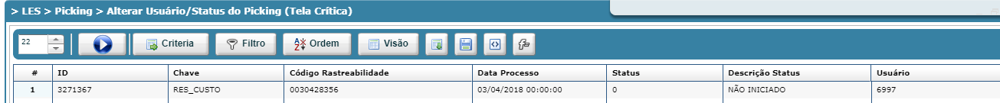 > LES > Picking > Alterar Usuário/Status do Picking (Tela Crítica)
22 Criteria Filtro Ordem Visão
# ID Chave Código Rastreabilidade Data Processo Status Descrição Status Usuário
1 3271367 RES_CUSTO 0030428356 03/04/2018 00:00:00 0 NÃO INICIADO 6997